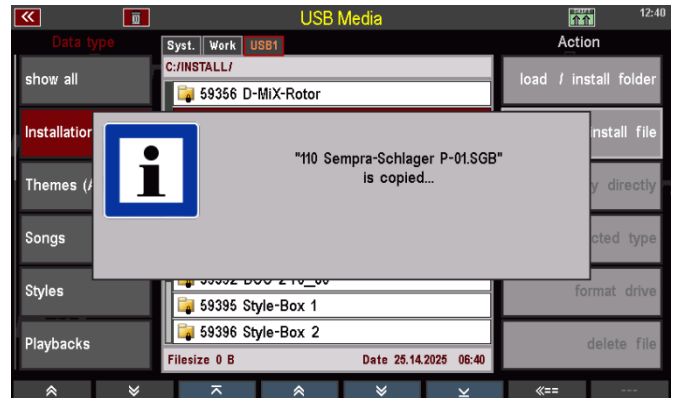 USB Media
SHIFT
12:40
Data type
Syst. Work USB1
Action
C:/INSTALL/
show all
59356 D-MiX-Rotor
load / install folder
Installation
install file
"110 Sempra-Schlager P-01.SGB"
is copied...
Themes (
directly
Songs
type
Styles
59395 Style-Box 1
format drive
59396 Style-Box 2
Playbacks
delete file
Filesize 0 B
Date 25.14.2025 06:40
«==
---